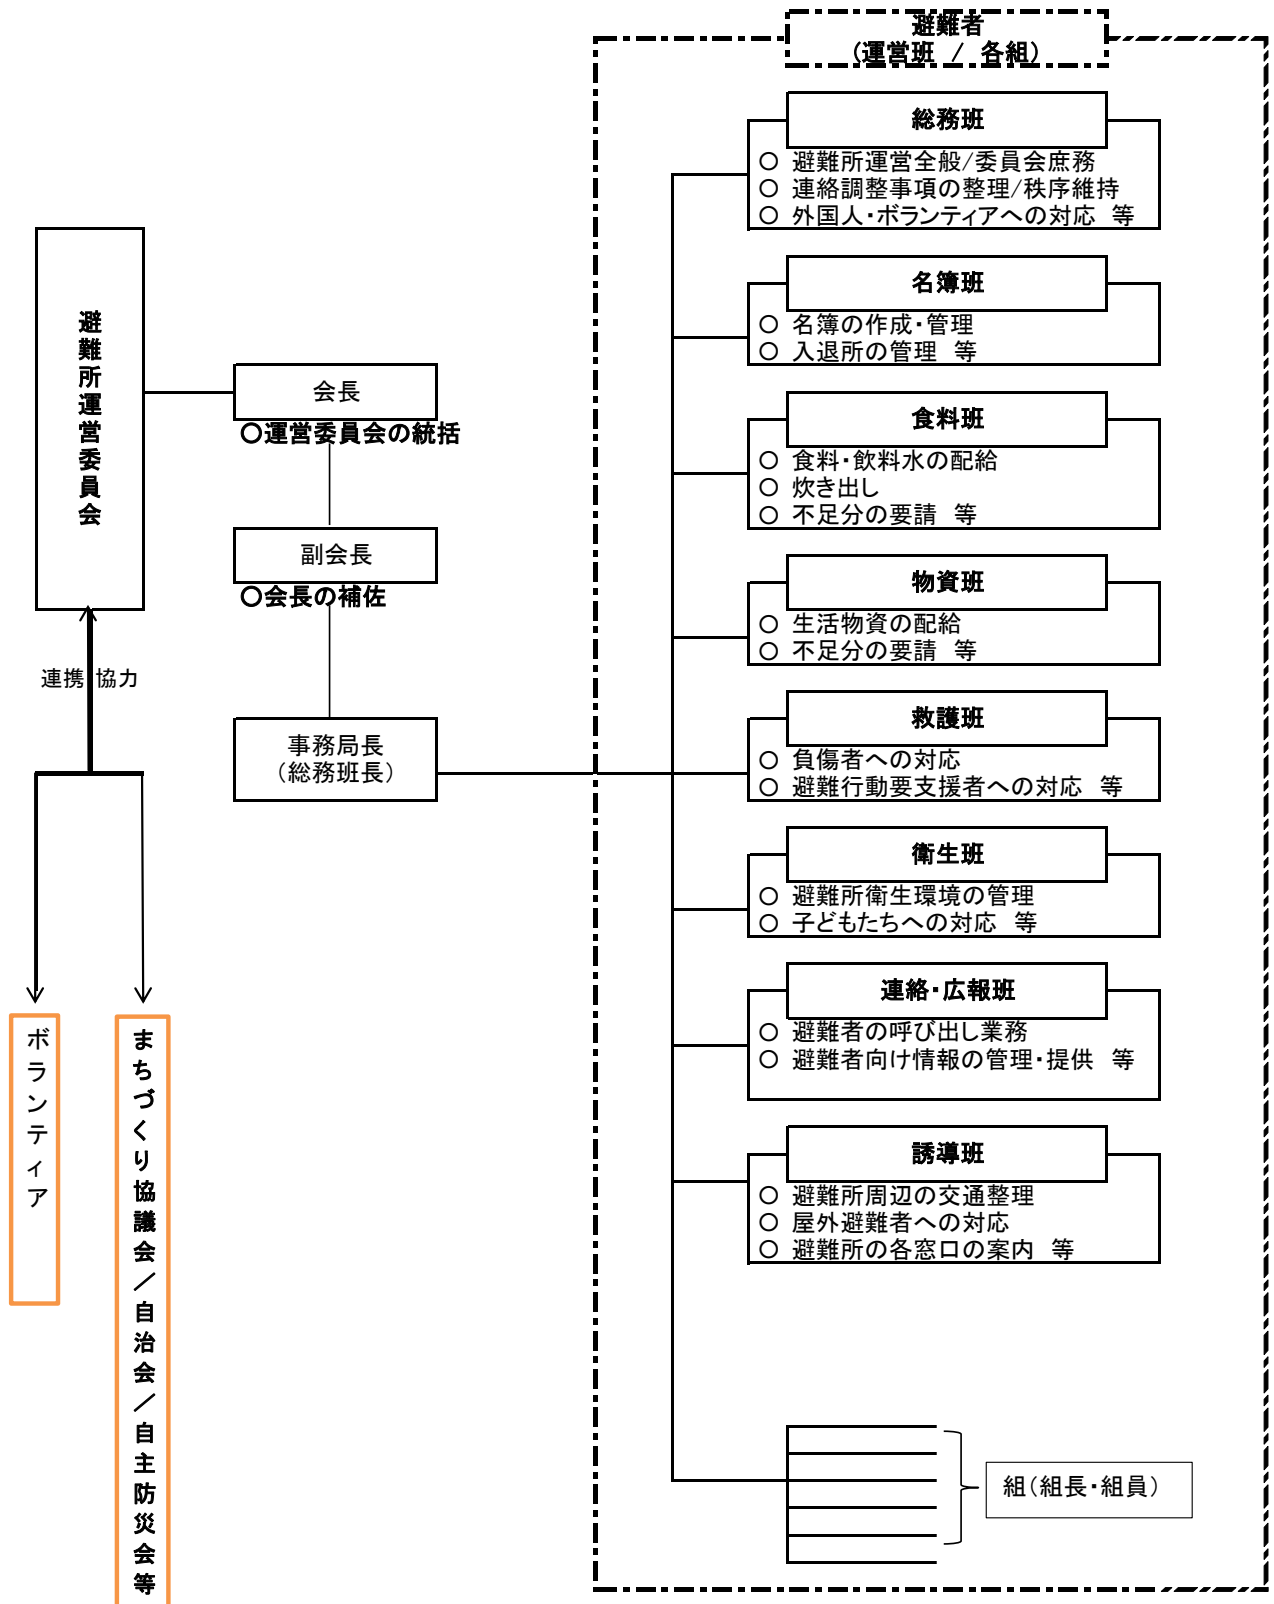 避難者
(運営班 / 各組)
総務班
○ 避難所運営全般/委員会庶務
○ 連絡調整事項の整理/秩序維持
○ 外国人・ボランティアへの対応 等
名簿班
○ 名簿の作成・管理
○ 入退所の管理 等
食料班
○ 食料・飲料水の配給
○ 炊き出し
○ 不足分の要請 等
物資班
○ 生活物資の配給
○ 不足分の要請 等
救護班
○ 負傷者への対応
○ 避難行動要支援者への対応 等
衛生班
○ 避難所衛生環境の管理
○ 子どもたちへの対応 等
連絡・広報班
○ 避難者の呼び出し業務
○ 避難者向け情報の管理・提供 等
誘導班
○ 避難所周辺の交通整理
○ 屋外避難者への対応
○ 避難所の各窓口の案内 等
組(組長・組員)
避難所運営委員会
会長
○運営委員会の統括
副会長
○会長の補佐
事務局長
(総務班長)
連携 協力
ボランティア
まちづくり協議会/自治会/自主防災会等